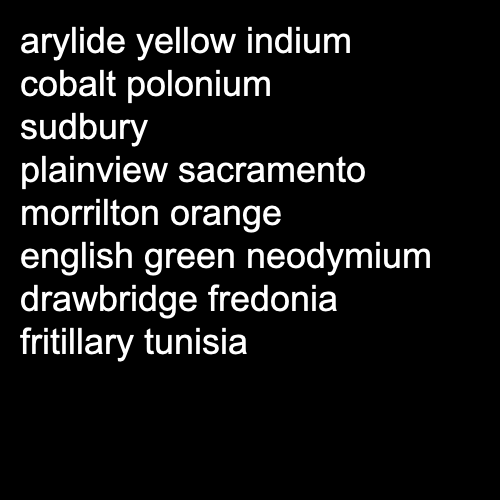 arylide yellow indium
cobalt polonium
sudbury
plainview sacramento
morrilton orange
english green neodymium
drawbridge fredonia
fritillary tunisia